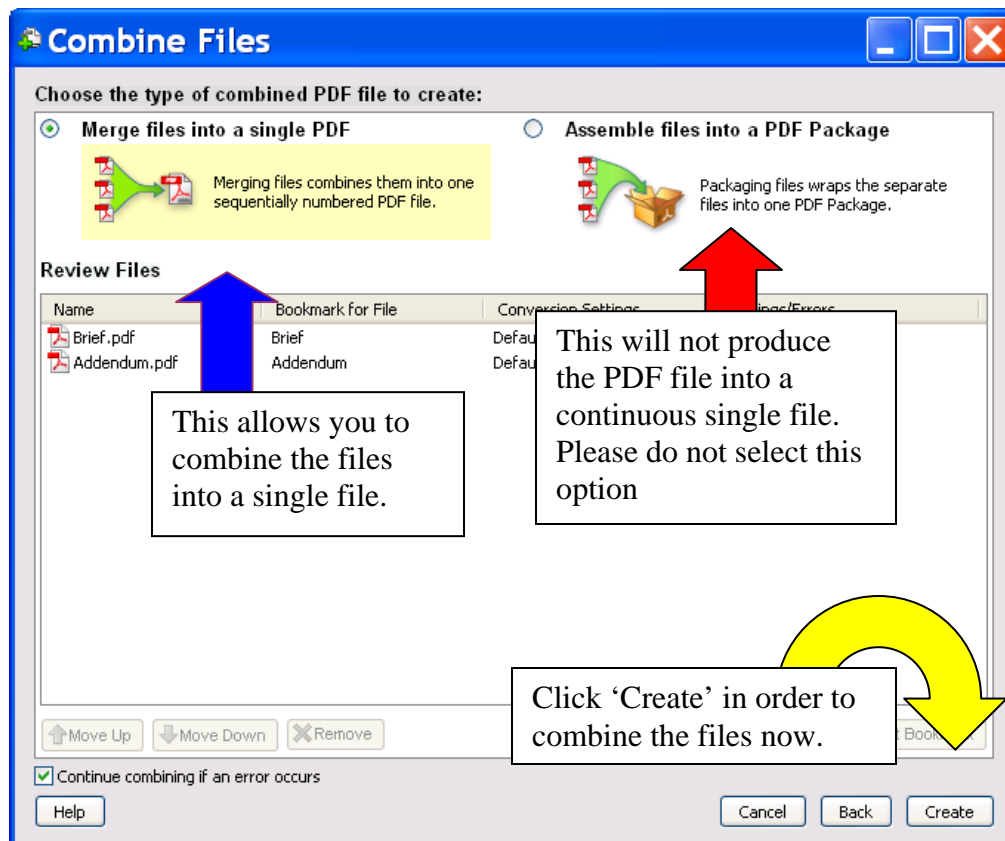 Combine Files
Choose the type of combined PDF file to create:
Merge files into a single PDF
Merging files combines them into one
sequentially numbered PDF file.
Assemble files into a PDF Package
Packaging files wraps the separate
files into one PDF Package.
Review Files
Name Bookmark for File Conversion Settings
Brief.pdf Brief
Addendum.pdf Addendum
This allows you to
combine the files
into a single file.
This will not produce
the PDF file into a
continuous single file.
Please do not select this
option
Click ‘Create’ in order to
combine the files now.
Move Up Move Down Remove
Continue combining if an error occurs
Help Cancel Back Create